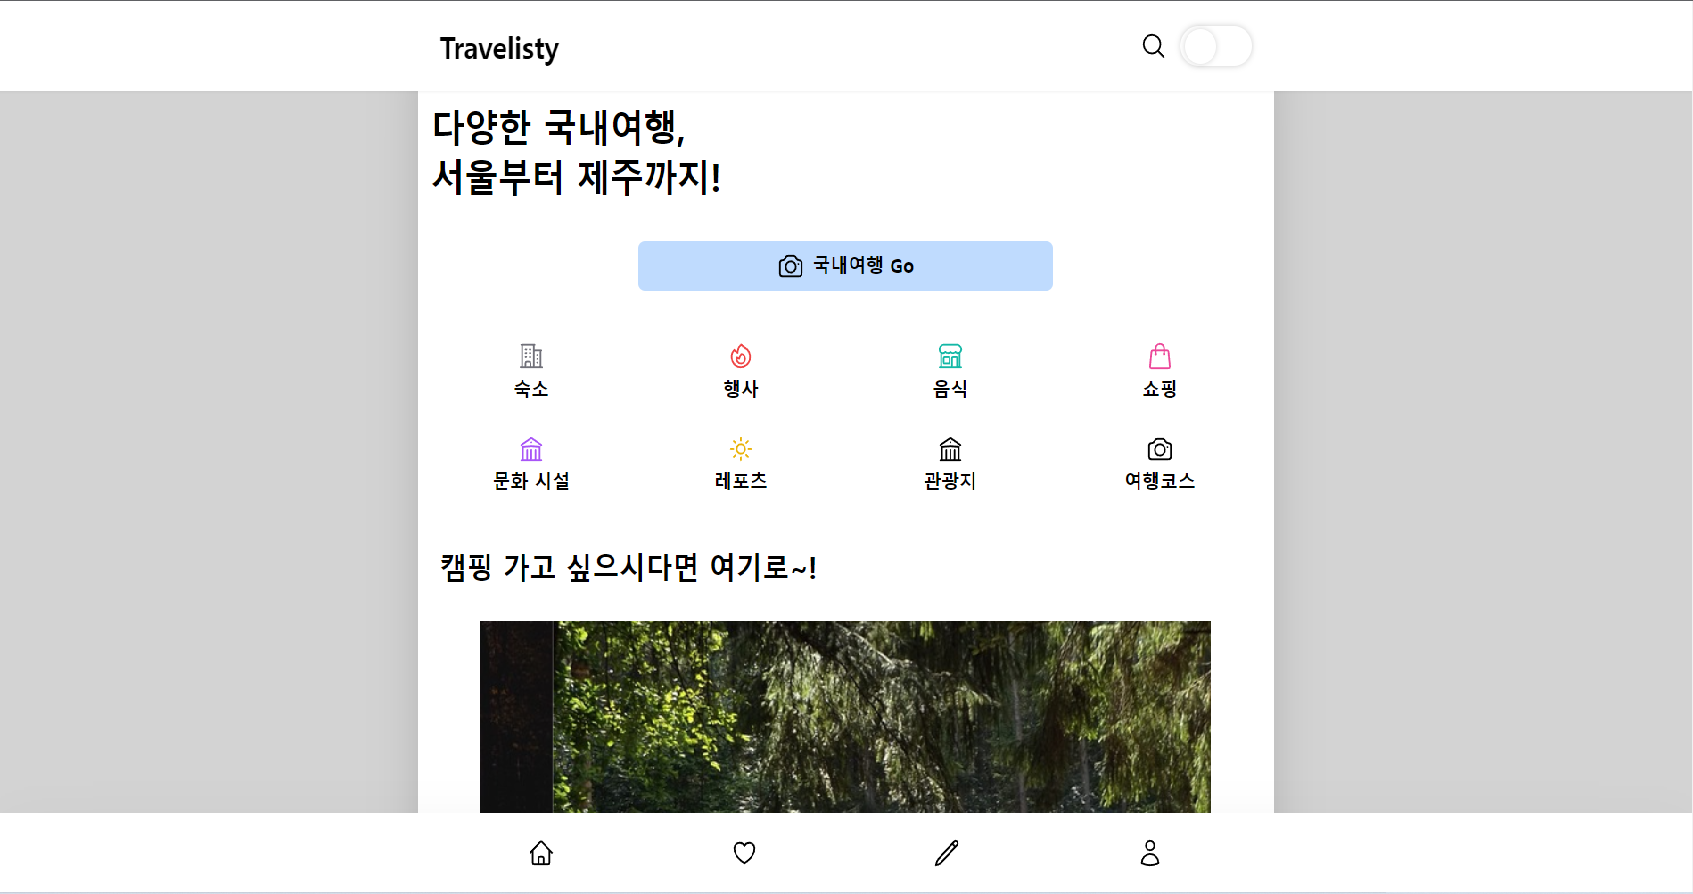 Travelisty
다양한 국내여행,
서울부터 제주까지!
국내여행 Go
숙소
행사
음식
쇼핑
문화 시설
레포츠
관광지
여행코스
캠핑 가고 싶으시다면 여기로~!